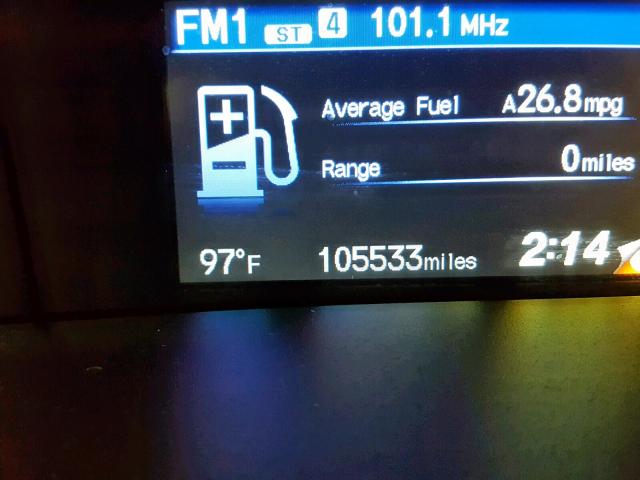 FM1 ST 4 101.1 MHz
Average Fuel A26.8mpg
Range 0miles
97°F 105533miles 2:14